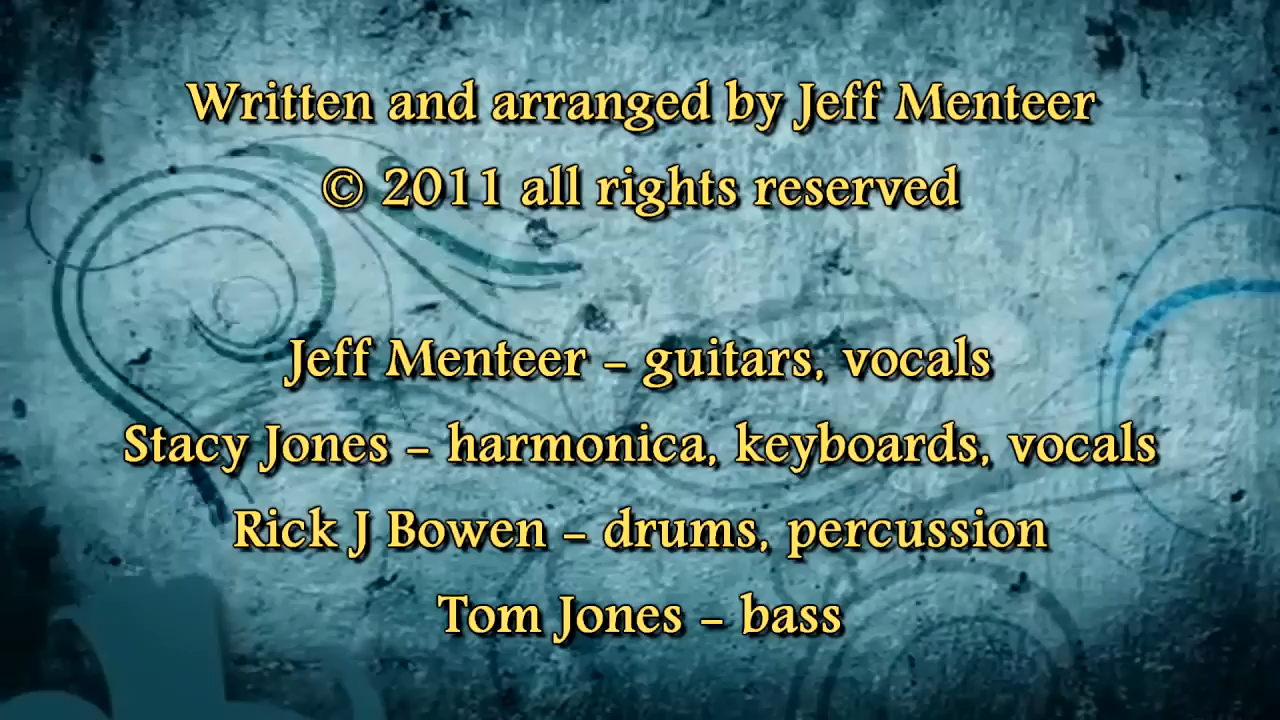 Written and arranged by Jeff Menteer
© 2011 all rights reserved
Jeff Menteer – guitars, vocals
Stacy Jones – harmonica, keyboards, vocals
Rick J Bowen – drums, percussion
Tom Jones – bass